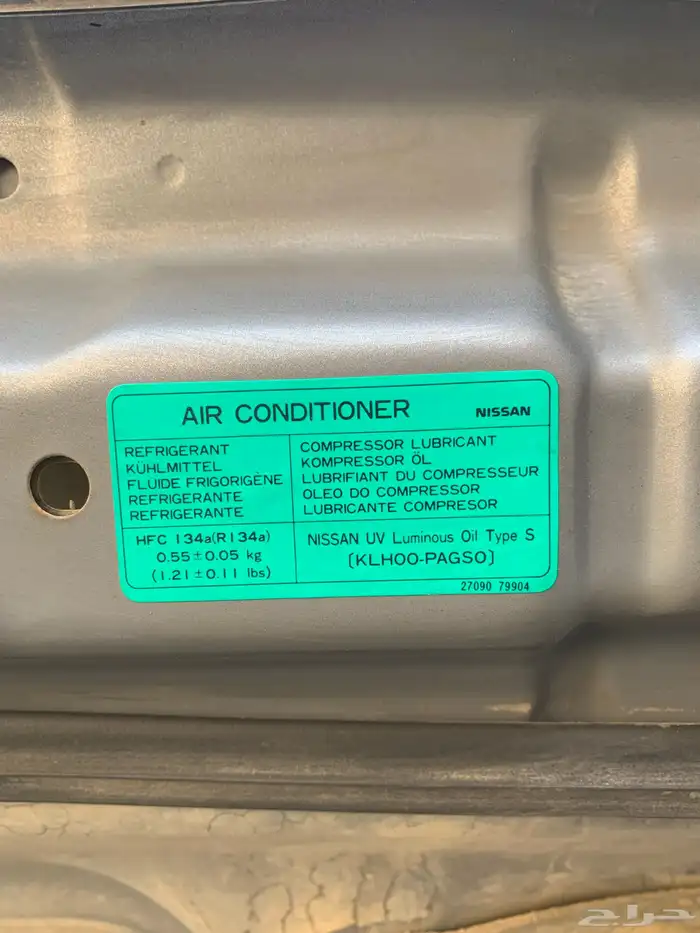 AIR CONDITIONER NISSAN
REFRIGERANT
KÜHLMITTEL
FLUIDE FRIGORIGÈNE
REFRIGERANTE
REFRIGERANTE
COMPRESSOR LUBRICANT
KOMPRESSOR ÖL
LUBRIFIANT DU COMPRESSEUR
OLEO DO COMPRESSOR
LUBRICANTE COMPRESOR
HFC 134a(R134a)
0.55±0.05 kg
(1.21±0.11 lbs)
NISSAN UV Luminous Oil Type S
[KLH00-PAGS0]
27090 79904
حراج